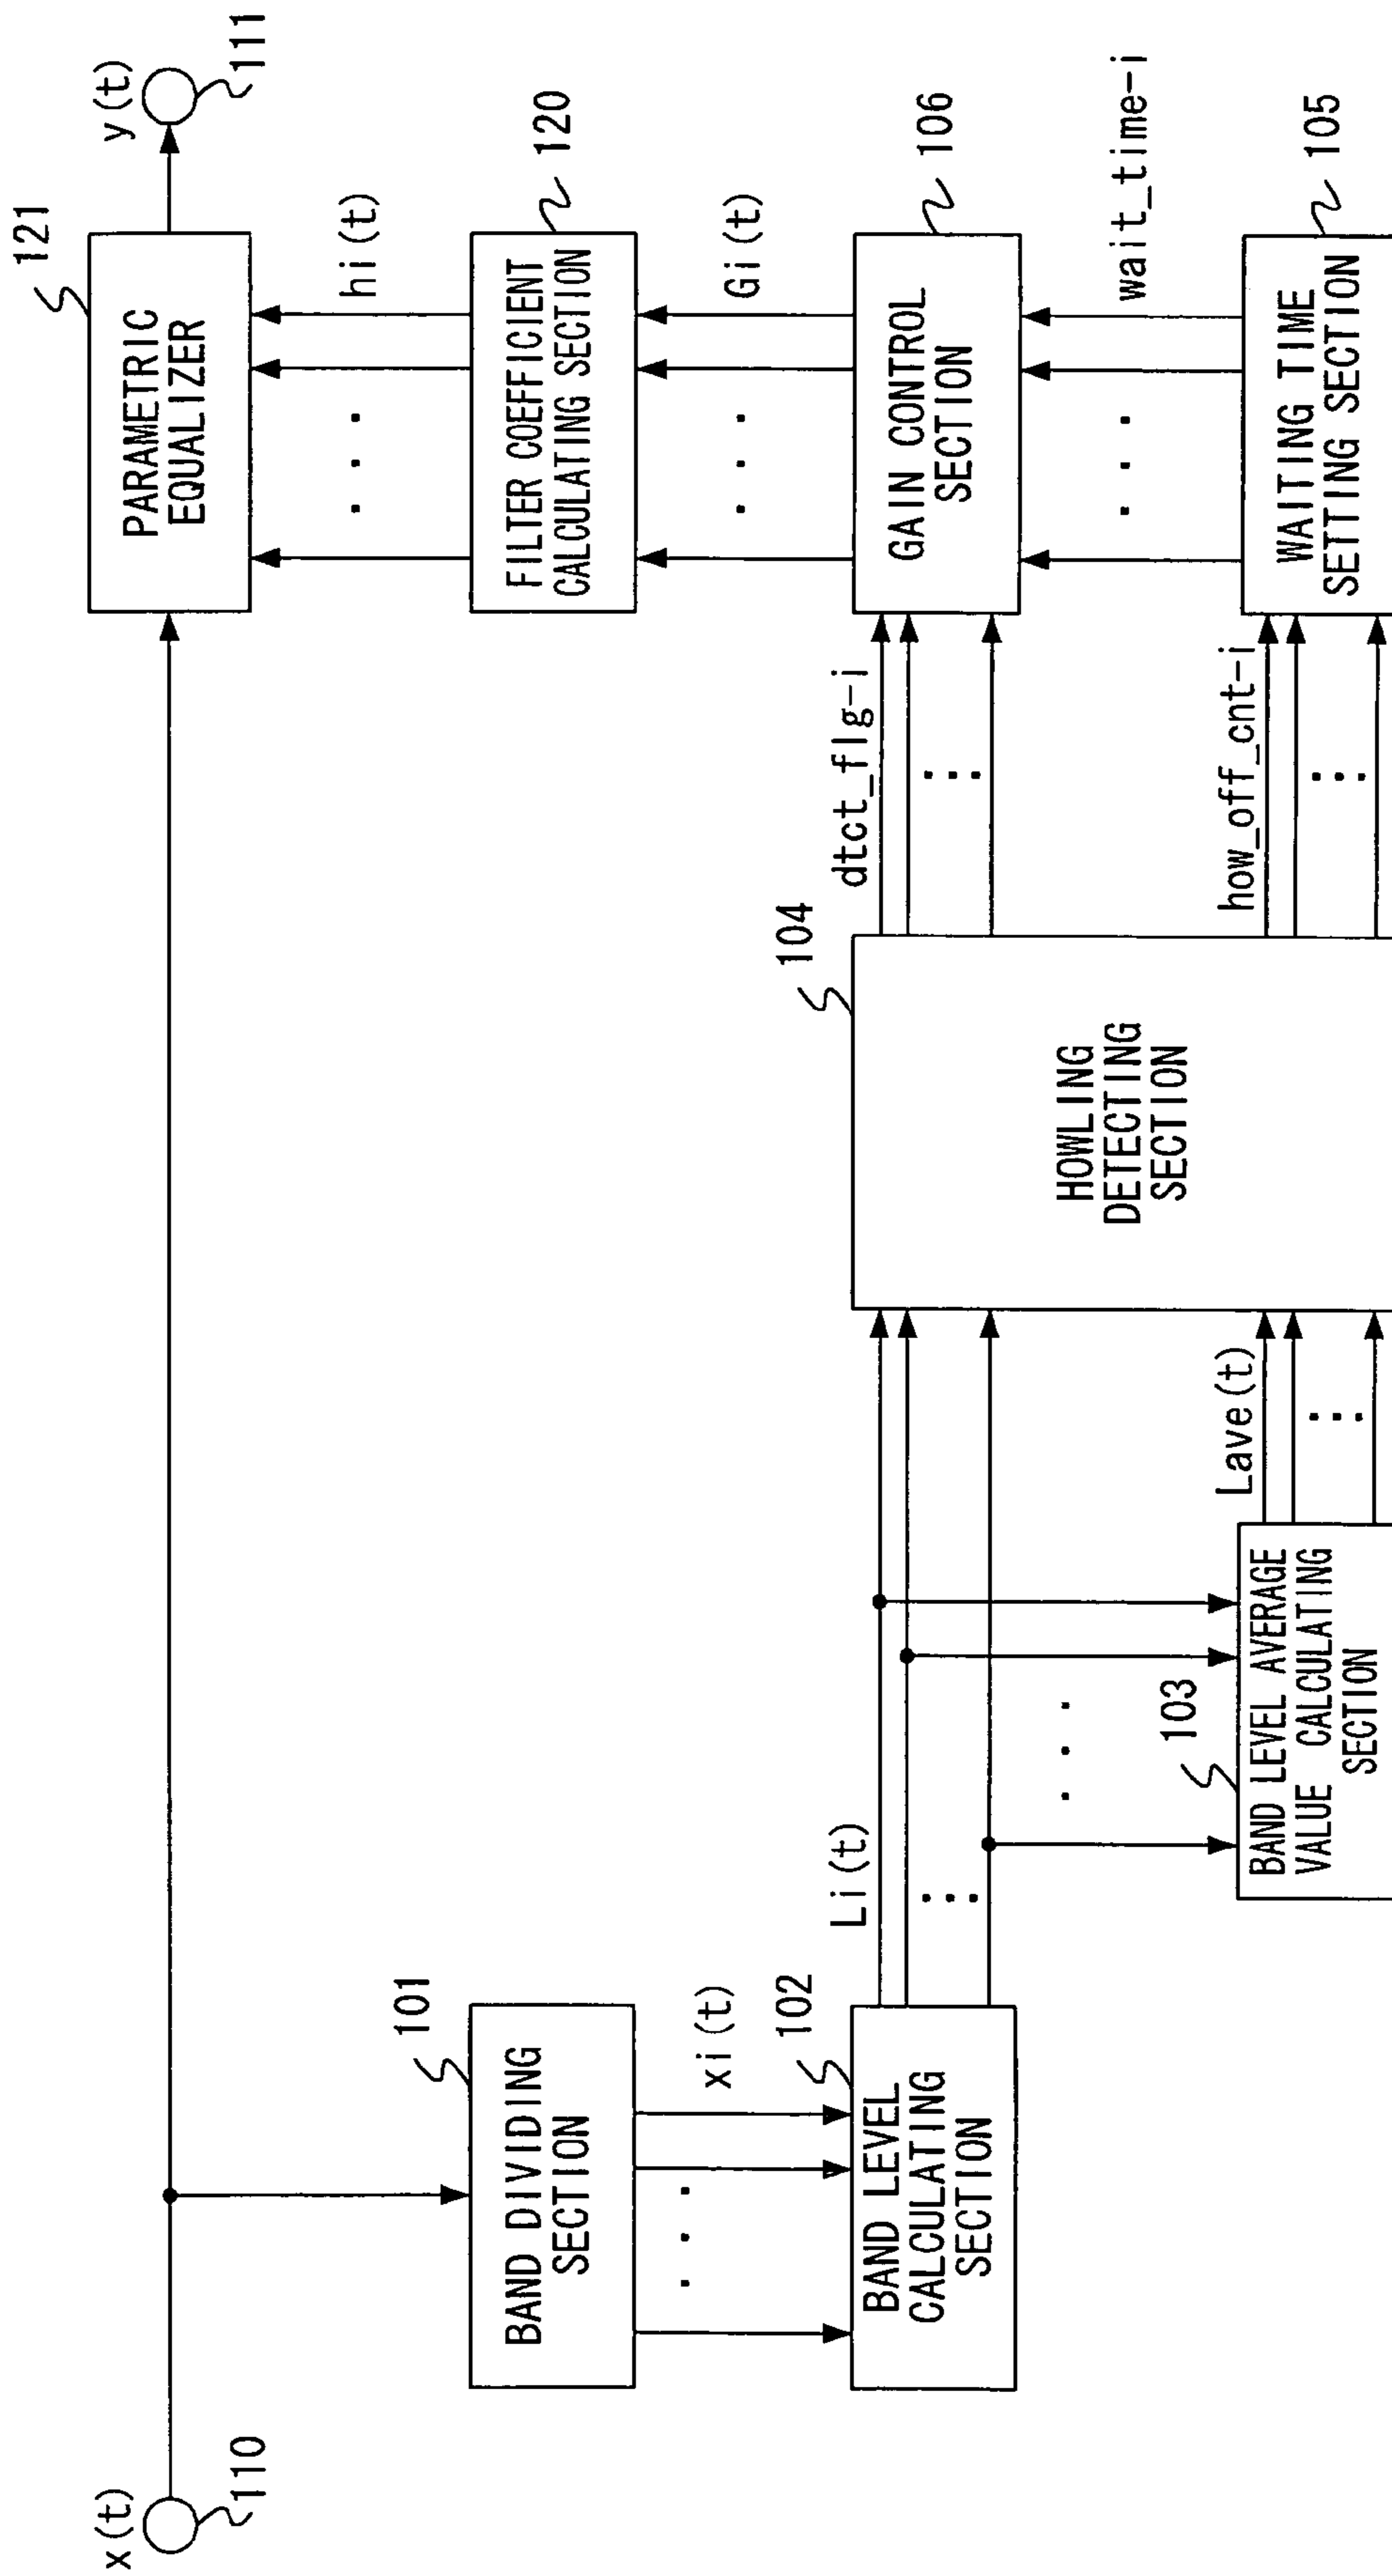 x(t)
110
121
PARAMETRIC
EQUALIZER
y(t)
111
hi(t)
101
BAND DIVIDING
SECTION
FILTER COEFFICIENT
CALCULATING SECTION
120
xi(t)
Gi(t)
102
BAND LEVEL
CALCULATING
SECTION
Li(t)
104
HOWLING
DETECTING
SECTION
dtct_flg-i
GAIN CONTROL
SECTION
106
wait_time-i
103
BAND LEVEL AVERAGE
VALUE CALCULATING
SECTION
Lave(t)
how_off_cnt-i
WAITING TIME
SETTING SECTION
105